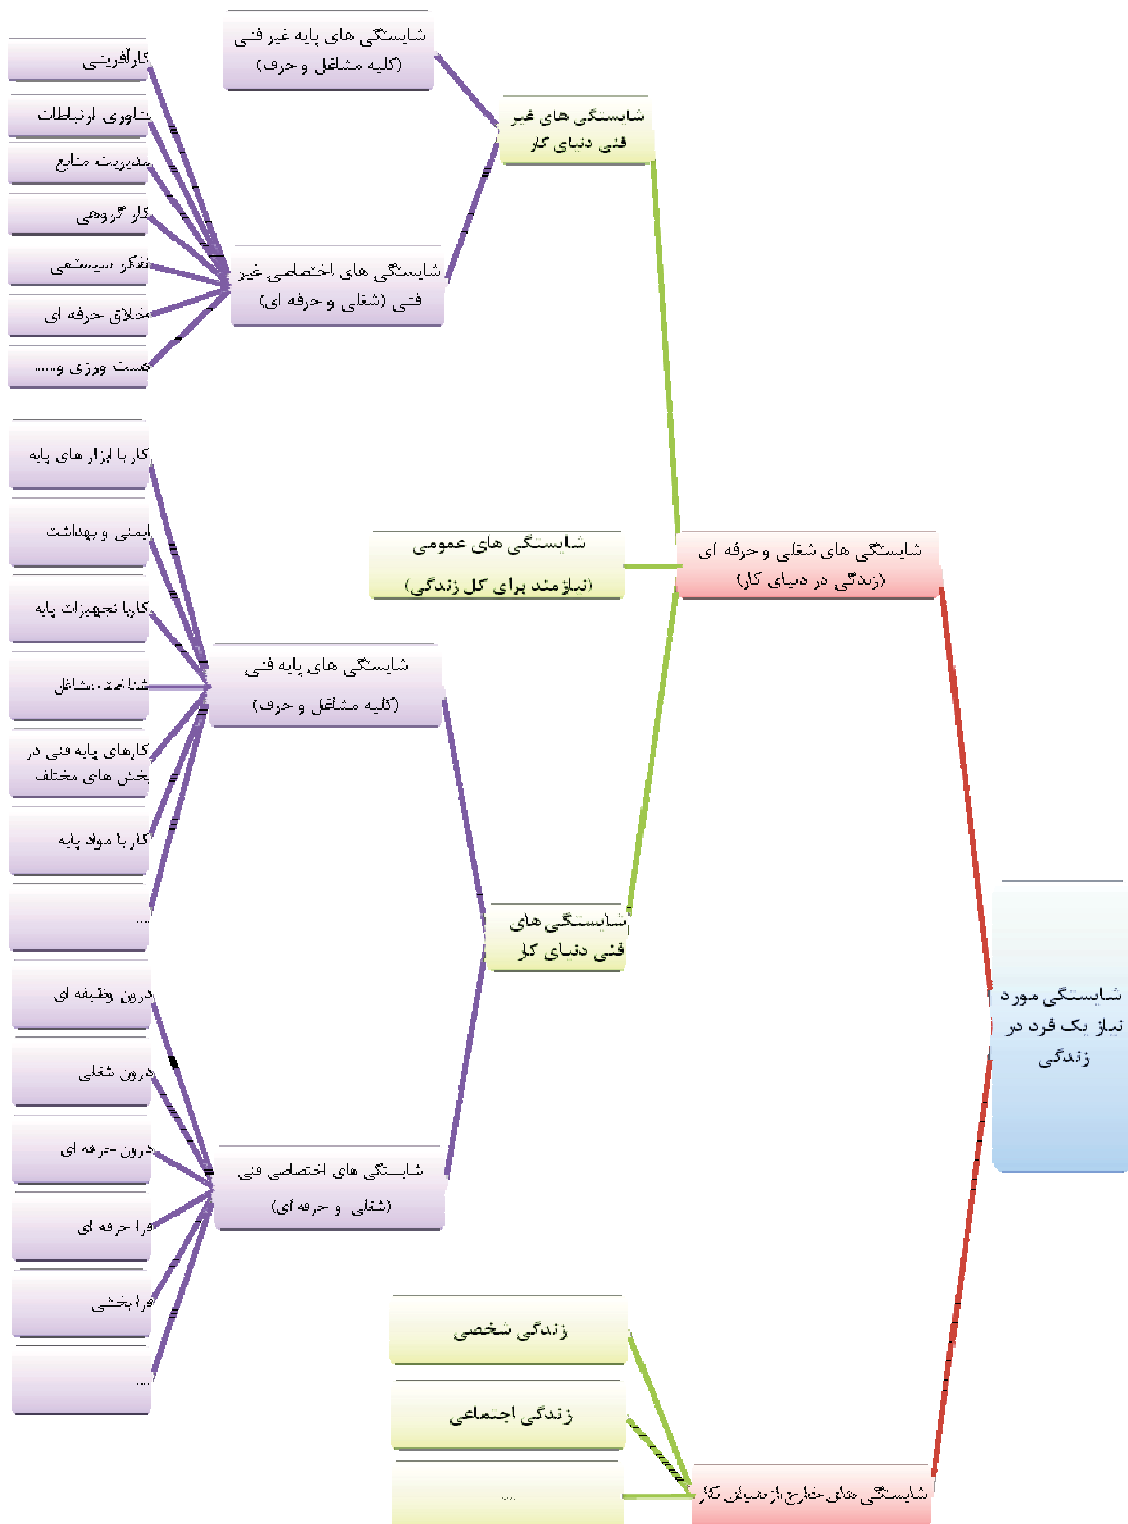 شایستگی مورد
نیاز یک فرد در
زندگی
شایستگی های شغلی و حرفه ای
(زندگی در دنیای کار)
شایستگی های غیر
فنی دنیای کار
شایستگی های پایه غیر فنی
(کلیه مشاغل و حرف)
شایستگی های اختصاصی غیر
فنی (شغلی و حرفه ای)
کارآفرینی
فناوری ارتباطات
مدیریت منابع
کار گروهی
تفکر سیستمی
اخلاق حرفه ای
ورزی و.....
شایستگی های عمومی
(نیازمند برای کل زندگی)
شایستگی های
فنی دنیای کار
شایستگی های پایه فنی
(کلیه مشاغل و حرف)
کار با ابزار های پایه
ایمنی و بهداشت
کاربا تجهیزات پایه
شناخت مشاغل
کارهای پایه فنی در
بخش های مختلف
کار با مواد پایه
....
شایستگی های اختصاصی فنی
(شغلی و حرفه ای)
درون وظیفه ای
درون شغلی
درون حرفه ای
فرا حرفه ای
فرا بخشی
....
شایستگی های خارج از دنیای کار
زندگی شخصی
زندگی اجتماعی
....